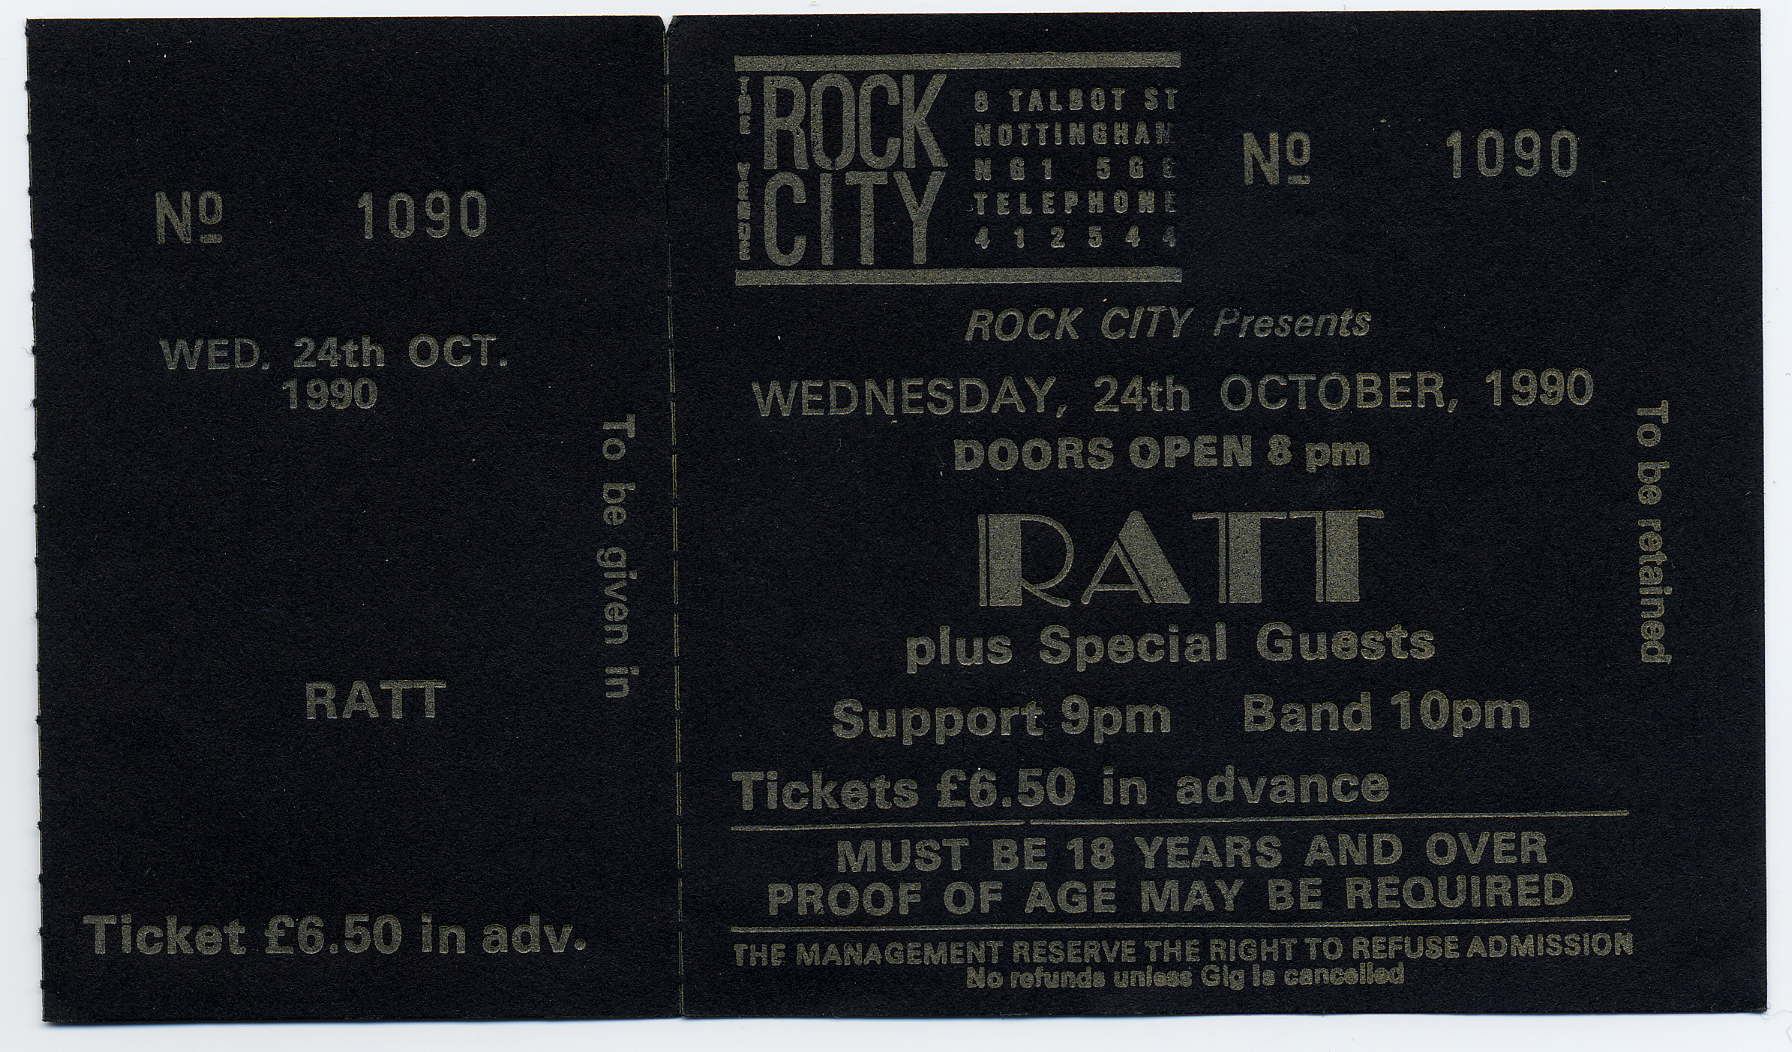 Nº 1090
WED. 24th OCT.
1990
To be given in
RATT
Ticket £6.50 in adv.
THE VENUE
ROCK
CITY
8 TALBOT ST
NOTTINGHAM
NG1 5GE
TELEPHONE
412544
Nº 1090
ROCK CITY Presents
WEDNESDAY, 24th OCTOBER, 1990
DOORS OPEN 8 pm
RATT
plus Special Guests
Support 9pm Band 10pm
Tickets £6.50 in advance
MUST BE 18 YEARS AND OVER
PROOF OF AGE MAY BE REQUIRED
THE MANAGEMENT RESERVE THE RIGHT TO REFUSE ADMISSION
No refunds unless Gig is cancelled
To be retained